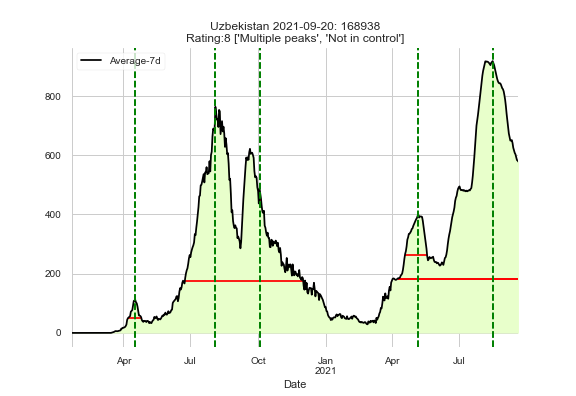 Uzbekistan 2021-09-20: 168938
Rating:8 ['Multiple peaks', 'Not in control']
Average-7d
800
600
400
200
0
Apr Jul Oct Jan Apr Jul
2021
Date